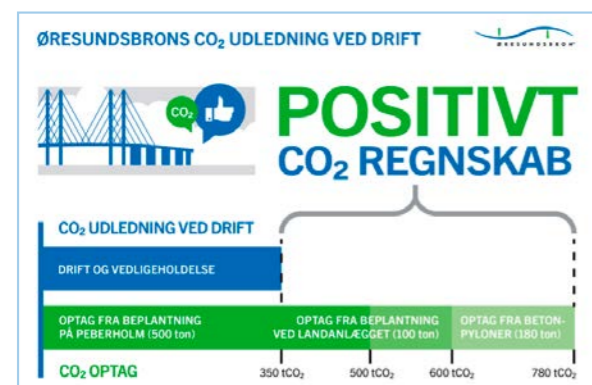 ØRESUNDSBRONS CO₂ UDLEDNING VED DRIFT
ØRESUNDSBRON
CO₂
POSITIVT
CO₂ REGNSKAB
CO₂ UDLEDNING VED DRIFT
DRIFT OG VEDLIGEHOLDELSE
OPTAG FRA BEPLANTNING
PÅ PEBERHOLM (500 ton)
OPTAG FRA BEPLANTNING
VED LANDANLÆGGET (100 ton)
OPTAG FRA BETON-
PYLONER (180 ton)
CO₂ OPTAG
350 tCO₂
500 tCO₂
600 tCO₂
780 tCO₂